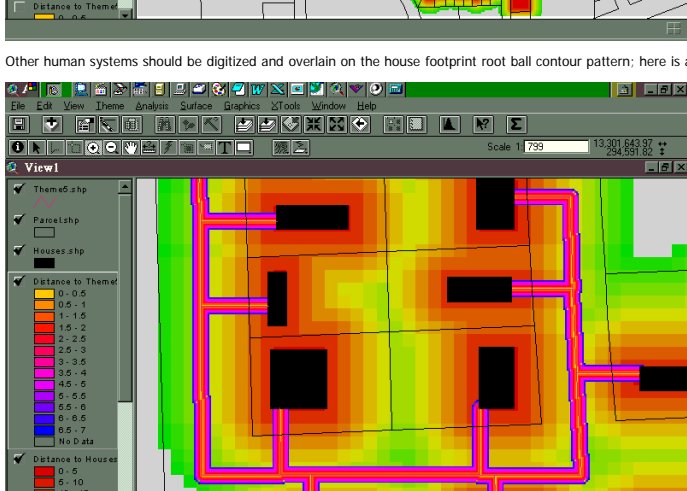 Distance to Theme
0 - 0.5
Other human systems should be digitized and overlain on the house footprint root ball contour pattern; here is a
File Edit View Theme Analysis Surface Graphics XTools Window Help
Scale 1: 799
13,301,643.97
294,591.82
View1
Theme5.shp
Parcel.shp
Houses.shp
Distance to Theme
0 - 0.5
0.5 - 1
1 - 1.5
1.5 - 2
2 - 2.5
2.5 - 3
3 - 3.5
3.5 - 4
4.5 - 5
5 - 5.5
5.5 - 6
6 - 6.5
6.5 - 7
No Data
Distance to Houses
0 - 5
5 - 10